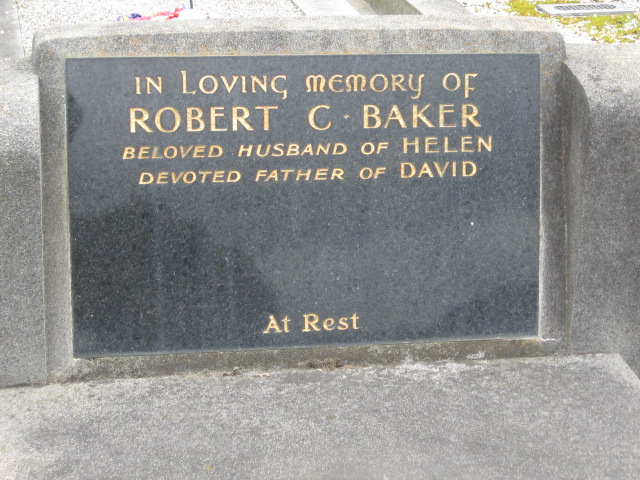 IN LOVING MEMORY OF
ROBERT C · BAKER
BELOVED HUSBAND OF HELEN
DEVOTED FATHER OF DAVID
At Rest